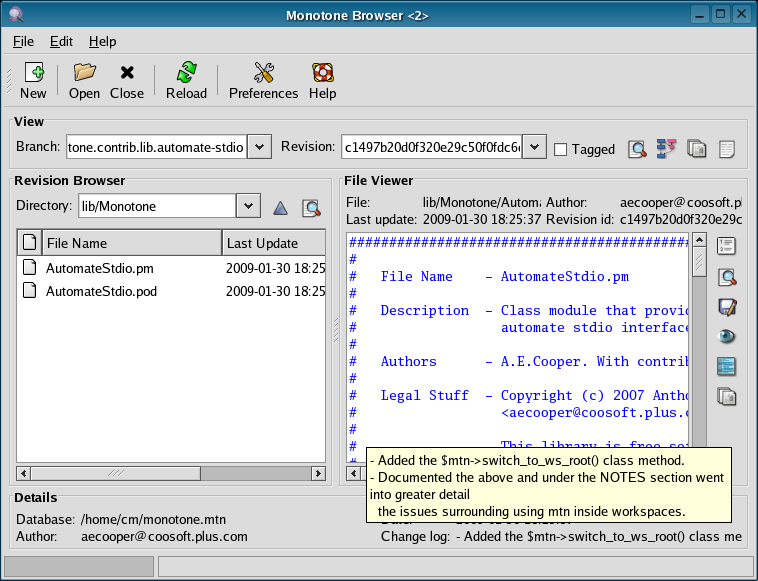 Monotone Browser <2>
File Edit Help
New Open Close Reload Preferences Help
View
Branch: tone.contrib.lib.automate-stdio Revision: c1497b20d0f320e29c50f0fdc6 Tagged
Revision Browser
Directory: lib/Monotone
File Name Last Update
AutomateStdio.pm 2009-01-30 18:25
AutomateStdio.pod 2009-01-30 18:25
File Viewer
File: lib/Monotone/Automa Author: aecooper@coosoft.pl
Last update: 2009-01-30 18:25:37 Revision id: c1497b20d0f320e29c
###########################################
#
# File Name – AutomateStdio.pm
#
# Description – Class module that provid
# automate stdio interface
#
# Authors – A.E.Cooper. With contrib
#
# Legal Stuff – Copyright (c) 2007 Antho
# <aecooper@coosoft.plus.c
#
# This library is free
- Added the $mtn->switch_to_ws_root() class method.
- Documented the above and under the NOTES section went
into greater detail
the issues surrounding using mtn inside workspaces.
Details
Database: /home/cm/monotone.mtn
Author: aecooper@coosoft.plus.com
Change log: - Added the $mtn->switch_to_ws_root() class me